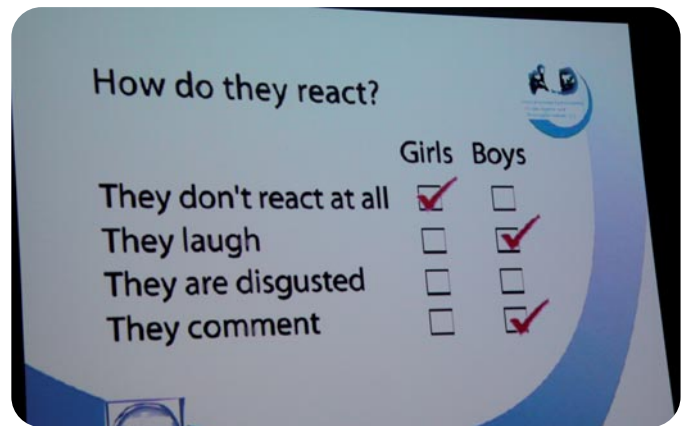 How do they react?
Girls Boys
They don't react at all
They laugh
They are disgusted
They comment